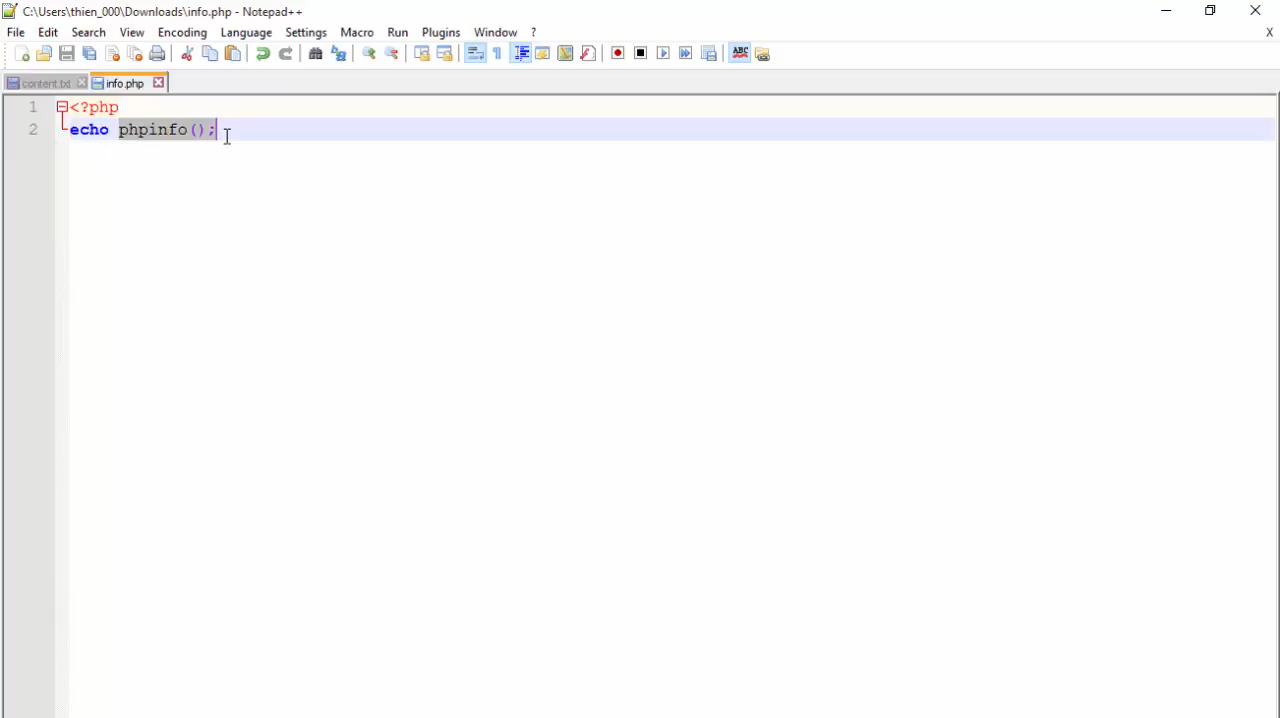 C:\Users\thien_000\Downloads\info.php - Notepad++
File Edit Search View Encoding Language Settings Macro Run Plugins Window ? X
ABC
content.txt info.php
1 <?php
2 echo phpinfo();